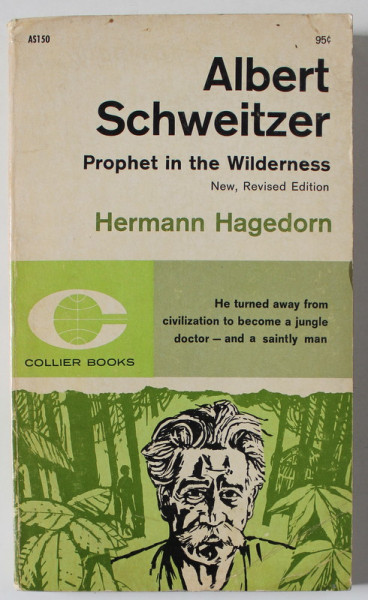 AS150
95¢
Albert
Schweitzer
Prophet in the Wilderness
New, Revised Edition
Hermann Hagedorn
COLLIER BOOKS
He turned away from
civilization to become a jungle
doctor — and a saintly man